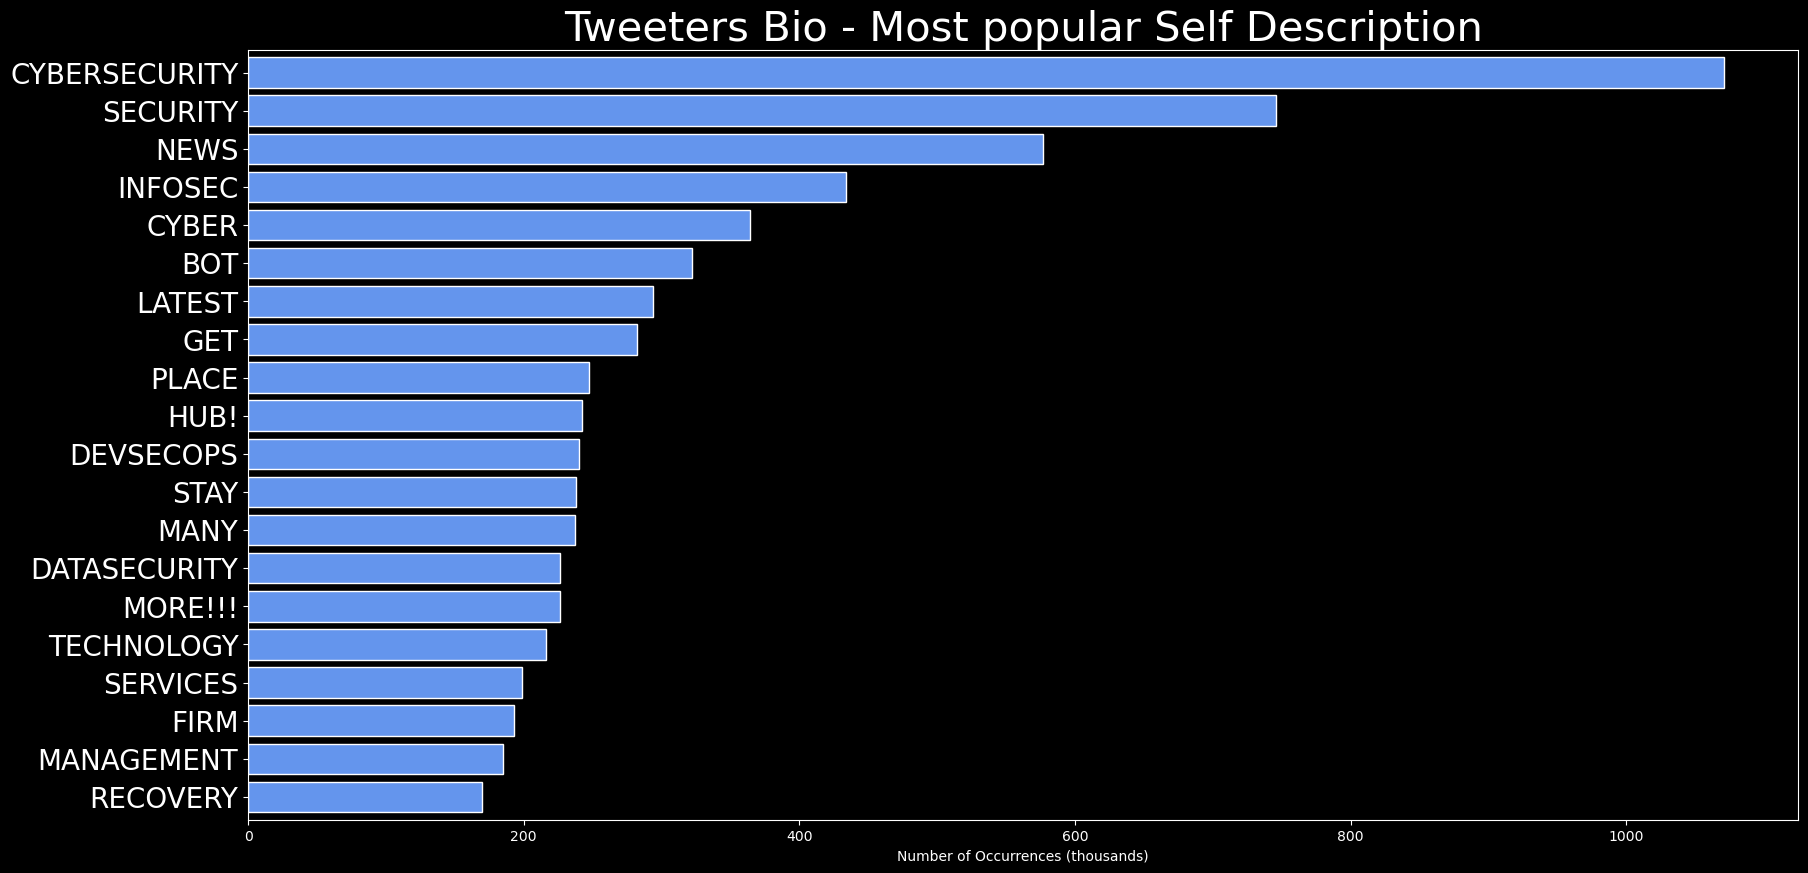 Tweeters Bio - Most popular Self Description
CYBERSECURITY
SECURITY
NEWS
INFOSEC
CYBER
BOT
LATEST
GET
PLACE
HUB!
DEVSECOPS
STAY
MANY
DATASECURITY
MORE!!!
TECHNOLOGY
SERVICES
FIRM
MANAGEMENT
RECOVERY
0 200 400 600 800 1000
Number of Occurrences (thousands)